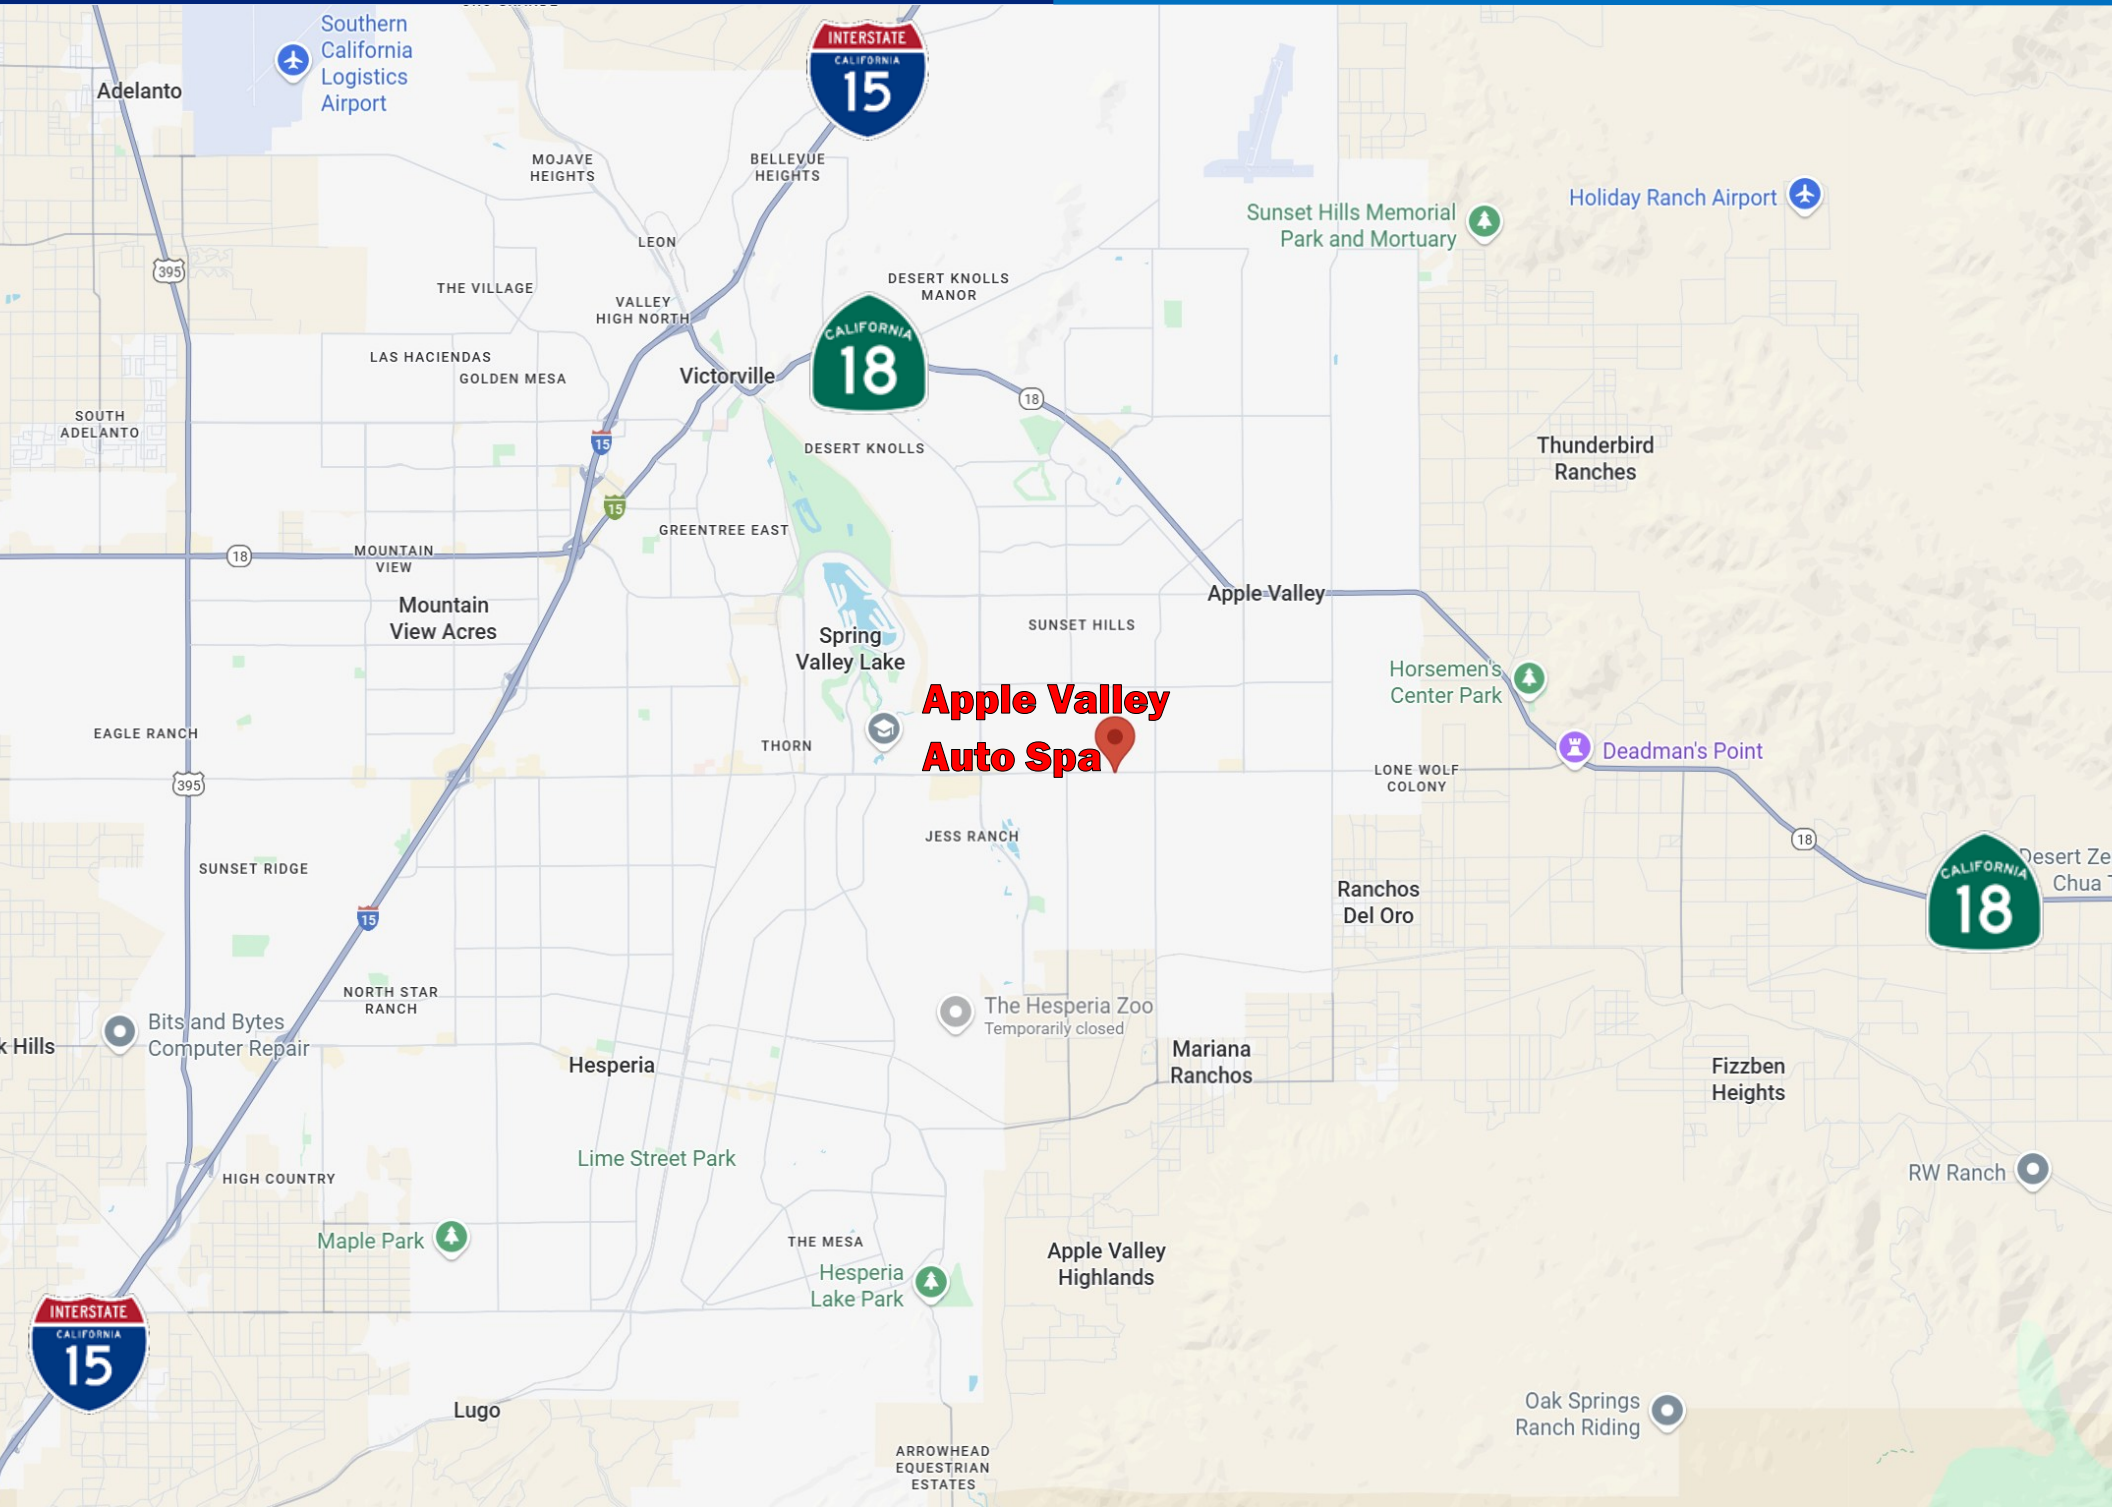 Southern
California
Logistics
Airport
Adelanto
INTERSTATE
CALIFORNIA
15
MOJAVE
HEIGHTS
BELLEVUE
HEIGHTS
Holiday Ranch Airport
Sunset Hills Memorial
Park and Mortuary
LEON
395
THE VILLAGE
VALLEY
HIGH NORTH
DESERT KNOLLS
MANOR
CALIFORNIA
18
LAS HACIENDAS
GOLDEN MESA
Victorville
18
SOUTH
ADELANTO
15
DESERT KNOLLS
Thunderbird
Ranches
15
GREENTREE EAST
18
MOUNTAIN
VIEW
Mountain
View Acres
Apple Valley
SUNSET HILLS
Spring
Valley Lake
Horsemen's
Center Park
Apple Valley
Auto Spa
EAGLE RANCH
THORN
Deadman's Point
LONE WOLF
COLONY
395
JESS RANCH
18
SUNSET RIDGE
CALIFORNIA
18
Desert Ze
Chua
Ranchos
Del Oro
15
NORTH STAR
RANCH
The Hesperia Zoo
Temporarily closed
Bits and Bytes
Computer Repair
k Hills
Hesperia
Mariana
Ranchos
Fizzben
Heights
Lime Street Park
HIGH COUNTRY
RW Ranch
Maple Park
THE MESA
Apple Valley
Highlands
Hesperia
Lake Park
INTERSTATE
CALIFORNIA
15
Lugo
Oak Springs
Ranch Riding
ARROWHEAD
EQUESTRIAN
ESTATES